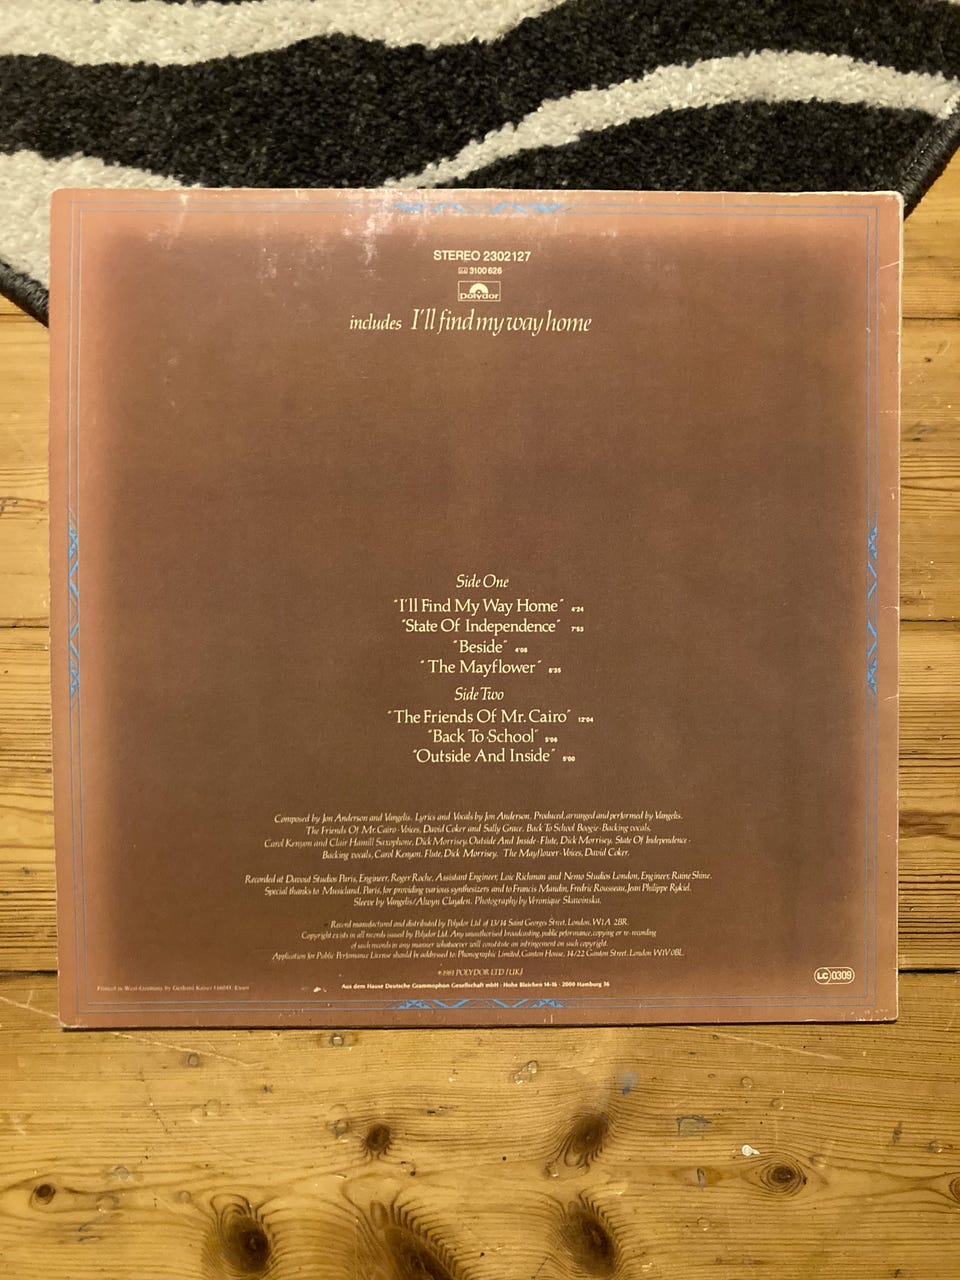 STEREO 2302127
3100 626
Polydor
includes I'll find my way home
Side One
"I'll Find My Way Home" 4'24
"State Of Independence" 7'53
"Beside" 4'08
"The Mayflower" 6'35
Side Two
"The Friends Of Mr. Cairo" 12'04
"Back To School" 5'06
"Outside And Inside" 5'00
Composed by Jon Anderson and Vangelis. Lyrics and Vocals by Jon Anderson. Produced, arranged and performed by Vangelis.
The Friends Of Mr. Cairo - Voices, David Coker and Sally Grace. Back To School Boogie - Backing vocals,
Carol Kenyon and Clair Hamill Saxophone, Dick Morrisey. Outside And Inside - Flute, Dick Morrisey. State Of Independence -
Backing vocals, Carol Kenyon. Flute, Dick Morrisey. The Mayflower - Voices, David Coker.
Recorded at Davout Studios Paris, Engineer, Roger Roche, Assistant Engineer, Loic Richman and Nemo Studios London, Engineer, Raine Shine.
Special thanks to Musicland, Paris, for providing various synthesizers and to Francis Mandin, Fredric Rousseau, Jean Philippe Rykiel.
Sleeve by Vangelis/Alwyn Clayden. Photography by Veronique Skawinska.
Record manufactured and distributed by Polydor Ltd of 13/14 Saint Georges Street, London, W1A 2BR.
Copyright exists in all records issued by Polydor Ltd. Any unauthorised broadcasting, public performance, copying or re-recording
of such records in any manner whatsoever will constitute an infringement on such copyright.
Application for Public Performance License should be addressed to: Phonographic Limited, Ganton House, 14/22 Ganton Street, London W1V 0BL.
℗ 1981 POLYDOR LTD (UK)
Aus dem Hause Deutsche Grammophon Gesellschaft mbH · Hohe Bleichen 14-16 · 2000 Hamburg 36
LC 0309
Printed in West-Germany by Gerhard Kaiser GmbH, Essen